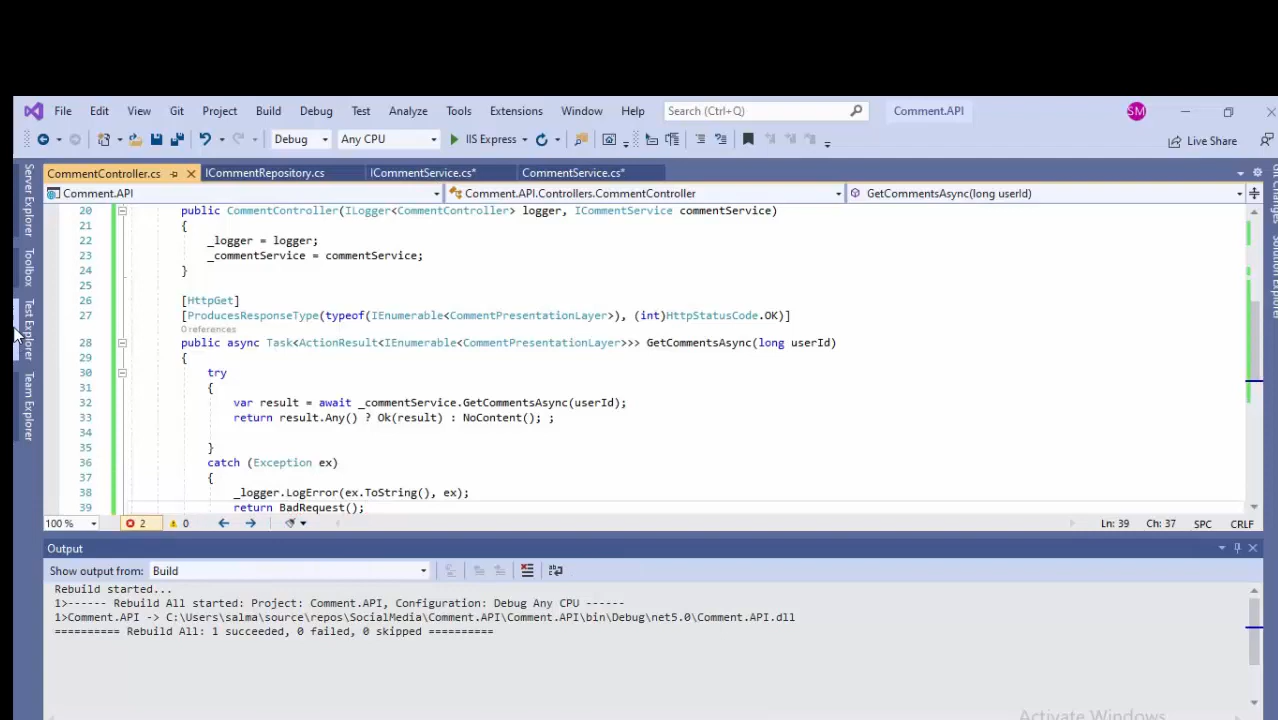 File Edit View Git Project Build Debug Test Analyze Tools Extensions Window Help Search (Ctrl+Q) Comment.API SM
Debug Any CPU IIS Express Live Share
CommentController.cs ICommentRepository.cs ICommentService.cs* CommentService.cs*
Comment.API Comment.API.Controllers.CommentController GetCommentsAsync(long userId)
Server Explorer
Toolbox
Test Explorer
Team Explorer
20 public CommentController(ILogger<CommentController> logger, ICommentService commentService)
21 {
22 _logger = logger;
23 _commentService = commentService;
24 }
25
26 [HttpGet]
27 [ProducesResponseType(typeof(IEnumerable<CommentPresentationLayer>), (int)HttpStatusCode.OK)]
0 references
28 public async Task<ActionResult<IEnumerable<CommentPresentationLayer>>> GetCommentsAsync(long userId)
29 {
30 try
31 {
32 var result = await _commentService.GetCommentsAsync(userId);
33 return result.Any() ? Ok(result) : NoContent(); ;
34
35 }
36 catch (Exception ex)
37 {
38 _logger.LogError(ex.ToString(), ex);
39 return BadRequest();
100 % 2 0 Ln: 39 Ch: 37 SPC CRLF
Output
Show output from: Build
Rebuild started...
1>------ Rebuild All started: Project: Comment.API, Configuration: Debug Any CPU ------
1>Comment.API -> C:\Users\salma\source\repos\SocialMedia\Comment.API\Comment.API\bin\Debug\net5.0\Comment.API.dll
========== Rebuild All: 1 succeeded, 0 failed, 0 skipped ==========
Activate Windows